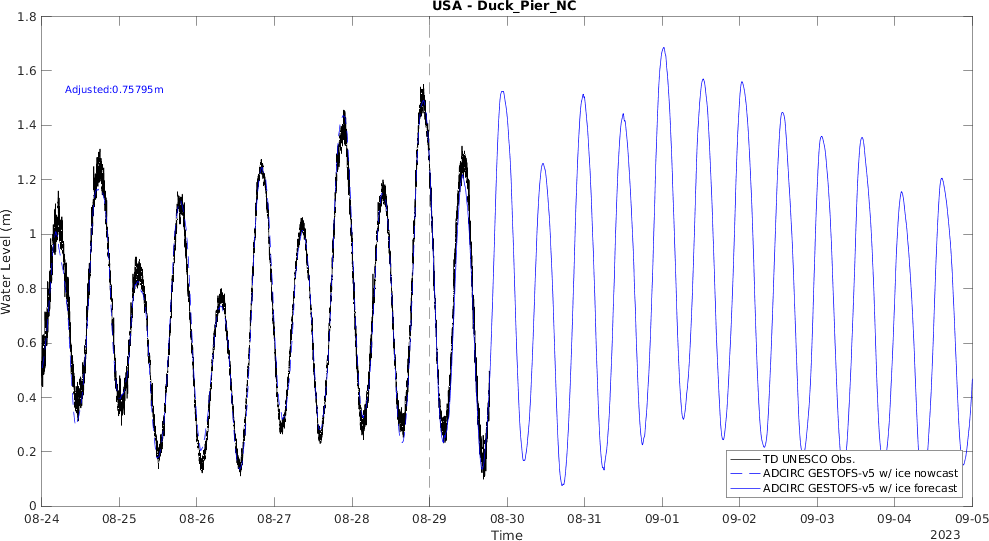 USA - Duck_Pier_NC
1.8
1.6
1.4
1.2
1
0.8
0.6
0.4
0.2
0
Water Level (m)
Adjusted:0.75795m
TD UNESCO Obs.
ADCIRC GESTOFS-v5 w/ ice nowcast
ADCIRC GESTOFS-v5 w/ ice forecast
08-24 08-25 08-26 08-27 08-28 08-29 08-30 08-31 09-01 09-02 09-03 09-04 09-05
Time
2023